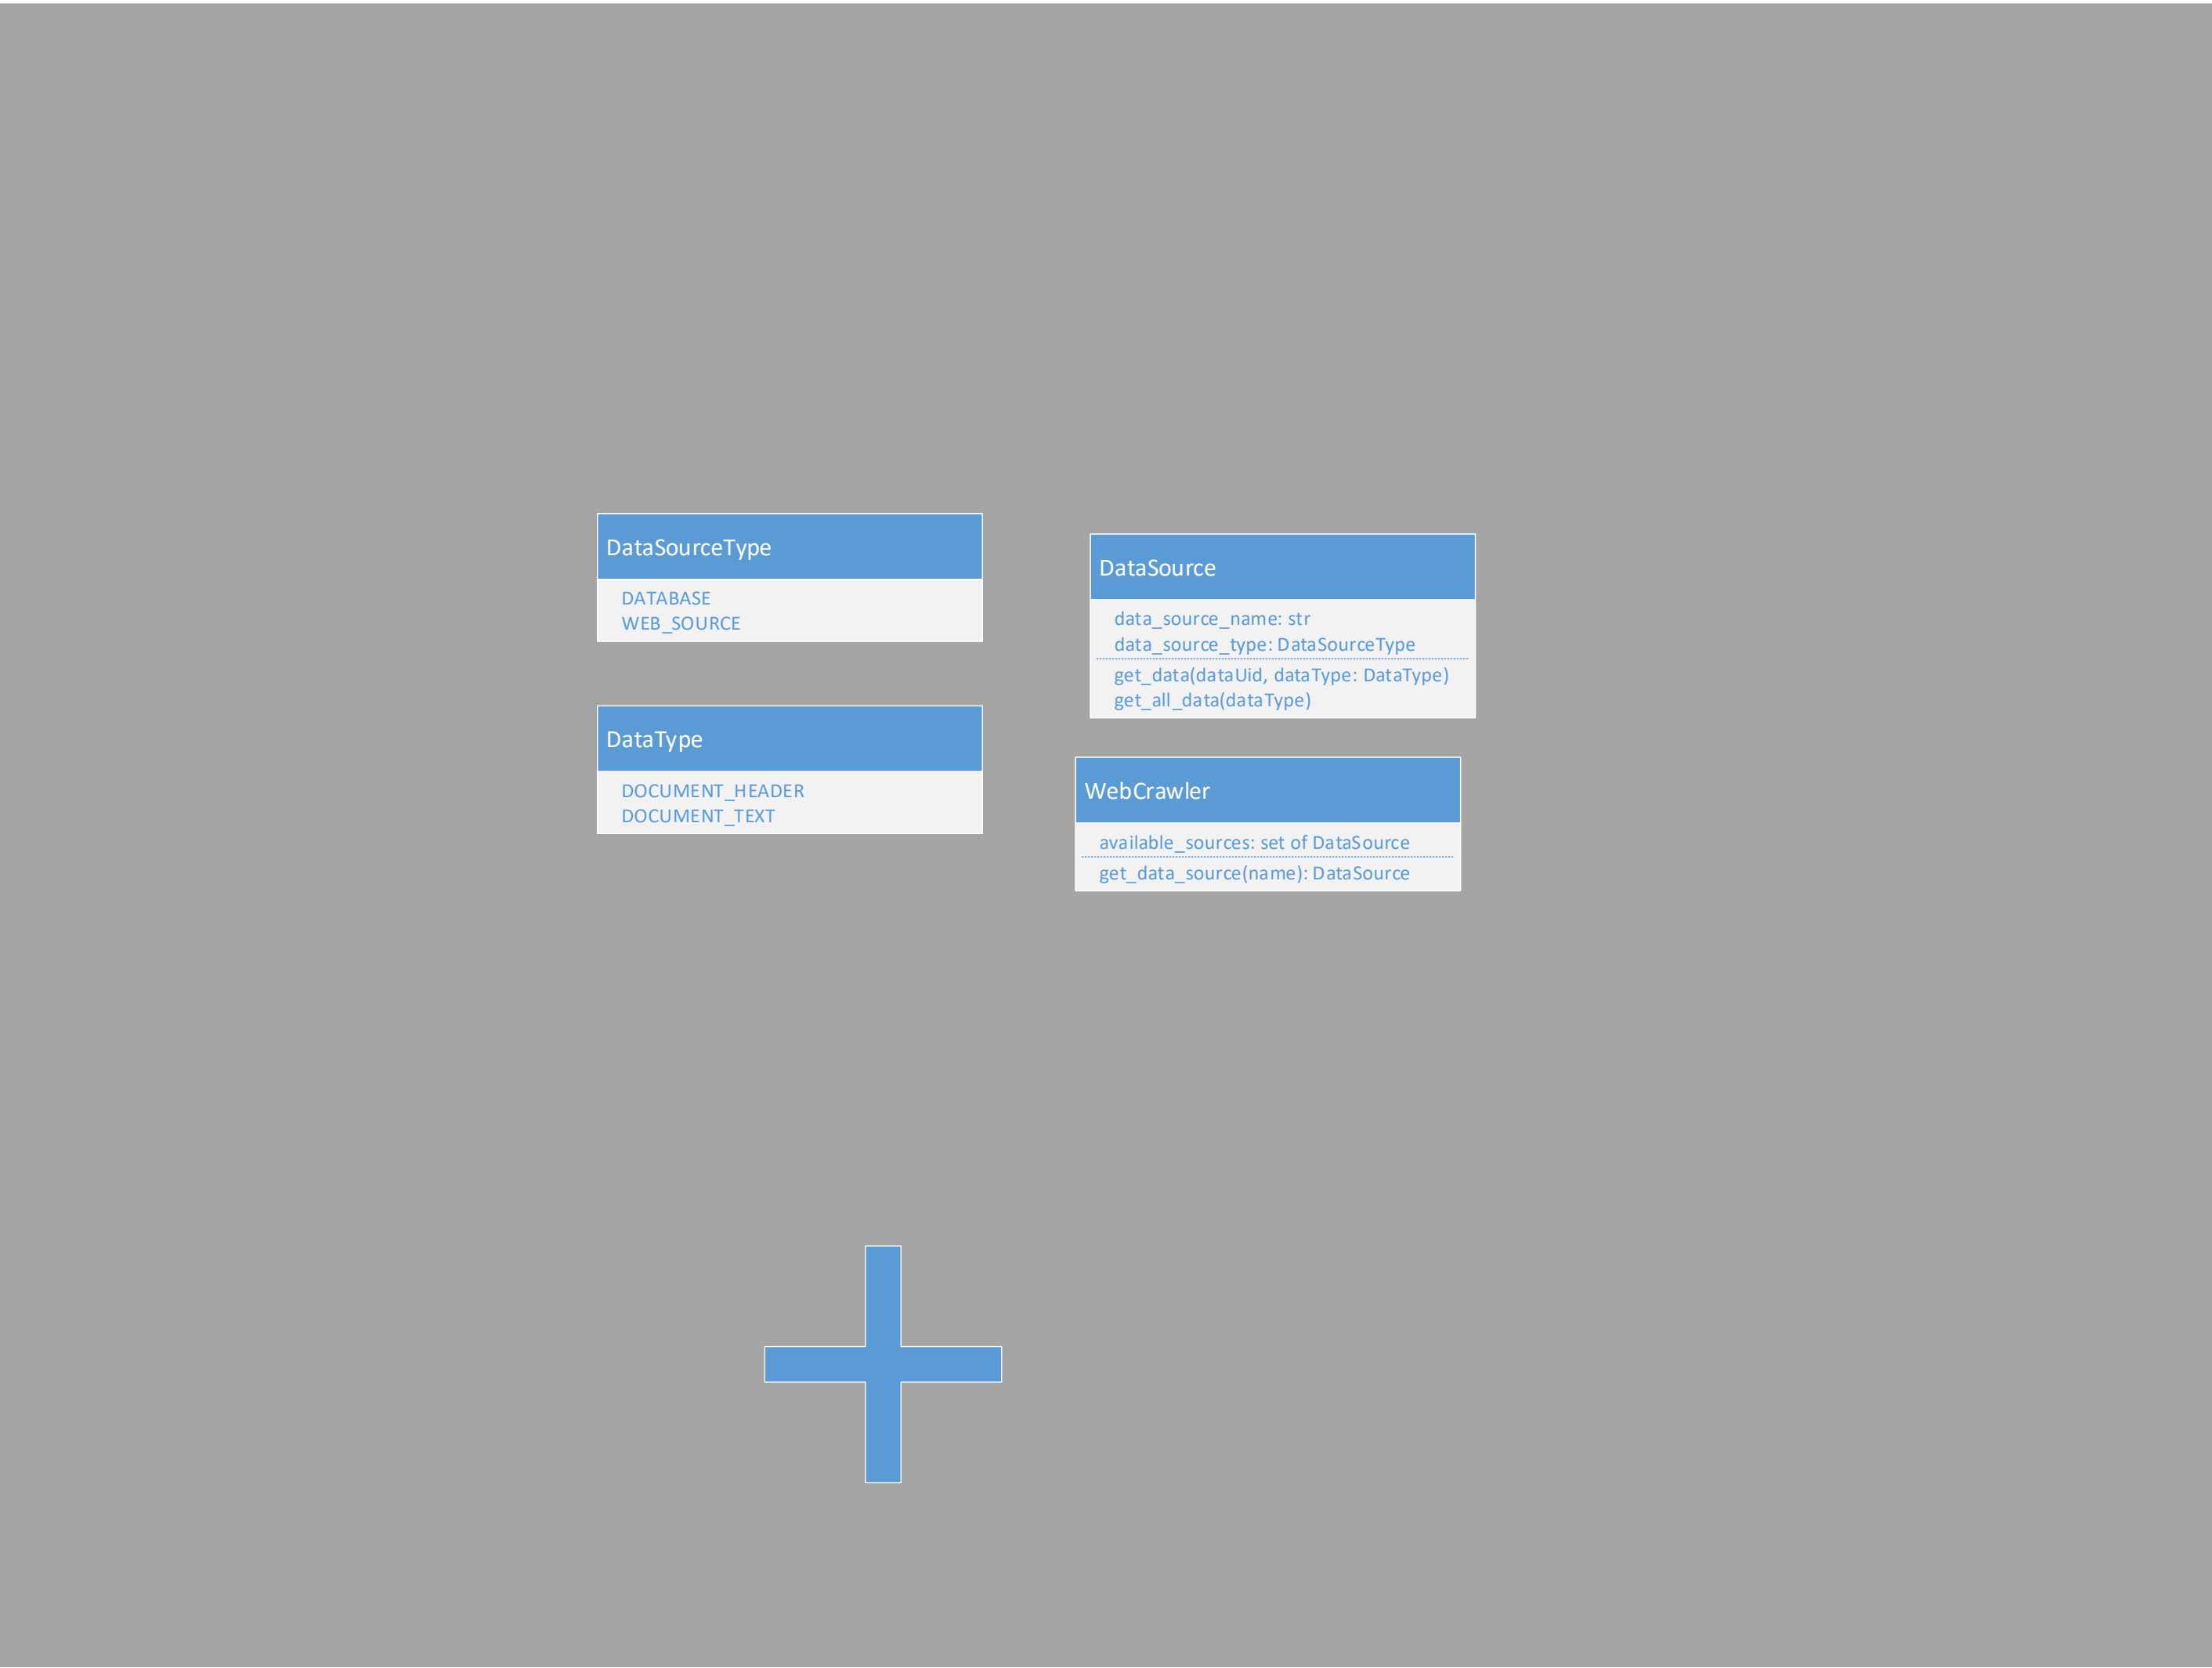 DataSourceType
DATABASE
WEB_SOURCE
DataType
DOCUMENT_HEADER
DOCUMENT_TEXT
DataSource
data_source_name: str
data_source_type: DataSourceType
get_data(dataUid, dataType: DataType)
get_all_data(dataType)
WebCrawler
available_sources: set of DataSource
get_data_source(name): DataSource